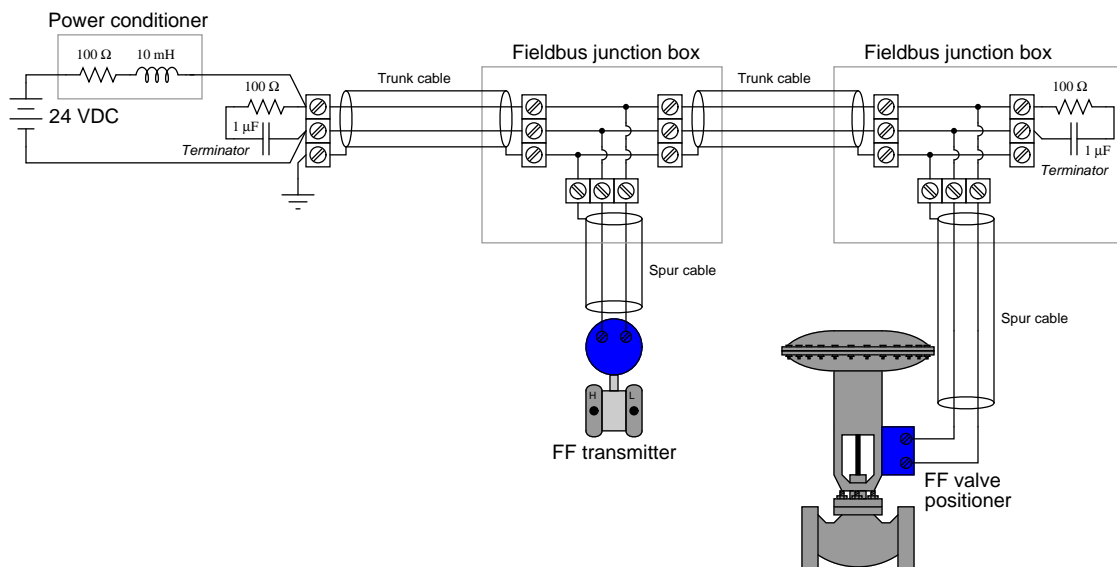 Power conditioner
100 Ω
10 mH
24 VDC
100 Ω
1 μF
Terminator
Trunk cable
Fieldbus junction box
Spur cable
H
L
FF transmitter
Trunk cable
Fieldbus junction box
100 Ω
1 μF
Terminator
Spur cable
FF valve
positioner